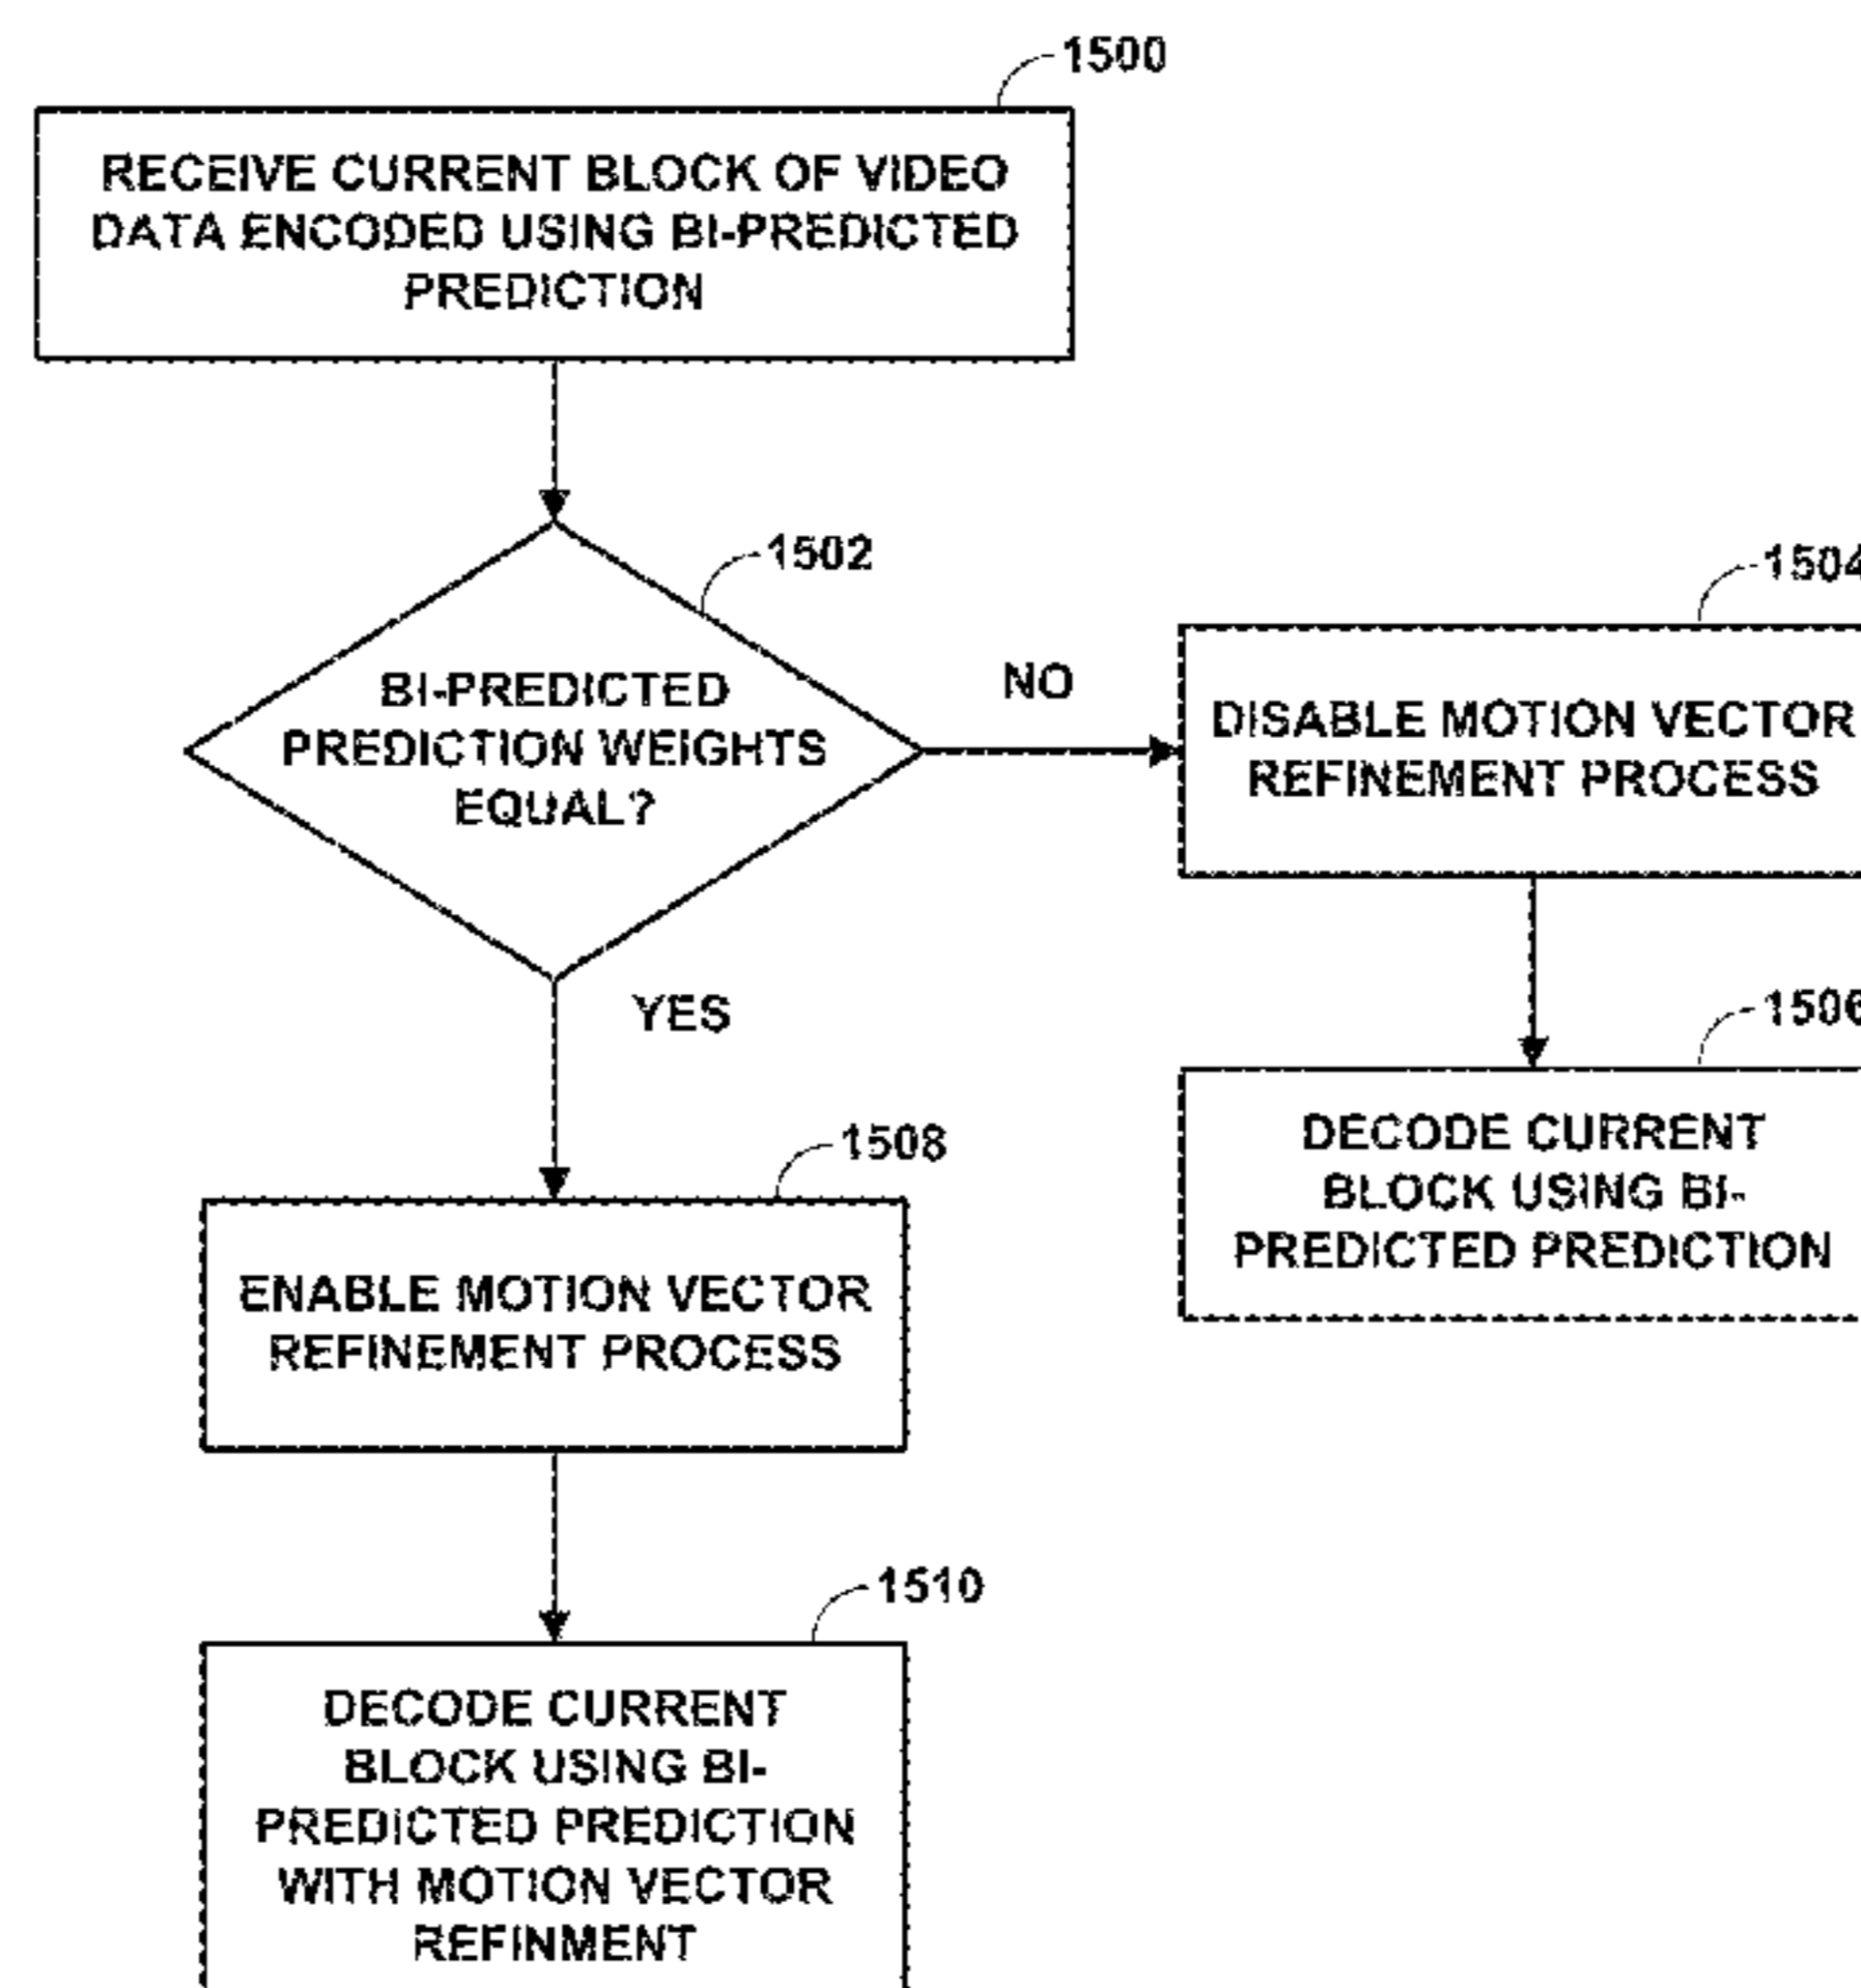 1500
RECEIVE CURRENT BLOCK OF VIDEO
DATA ENCODED USING BI-PREDICTED
PREDICTION
1502
BI-PREDICTED
PREDICTION WEIGHTS
EQUAL?
NO
1504
DISABLE MOTION VECTOR
REFINEMENT PROCESS
YES
1506
DECODE CURRENT
BLOCK USING BI-
PREDICTED PREDICTION
1508
ENABLE MOTION VECTOR
REFINEMENT PROCESS
1510
DECODE CURRENT
BLOCK USING BI-
PREDICTED PREDICTION
WITH MOTION VECTOR
REFINMENT